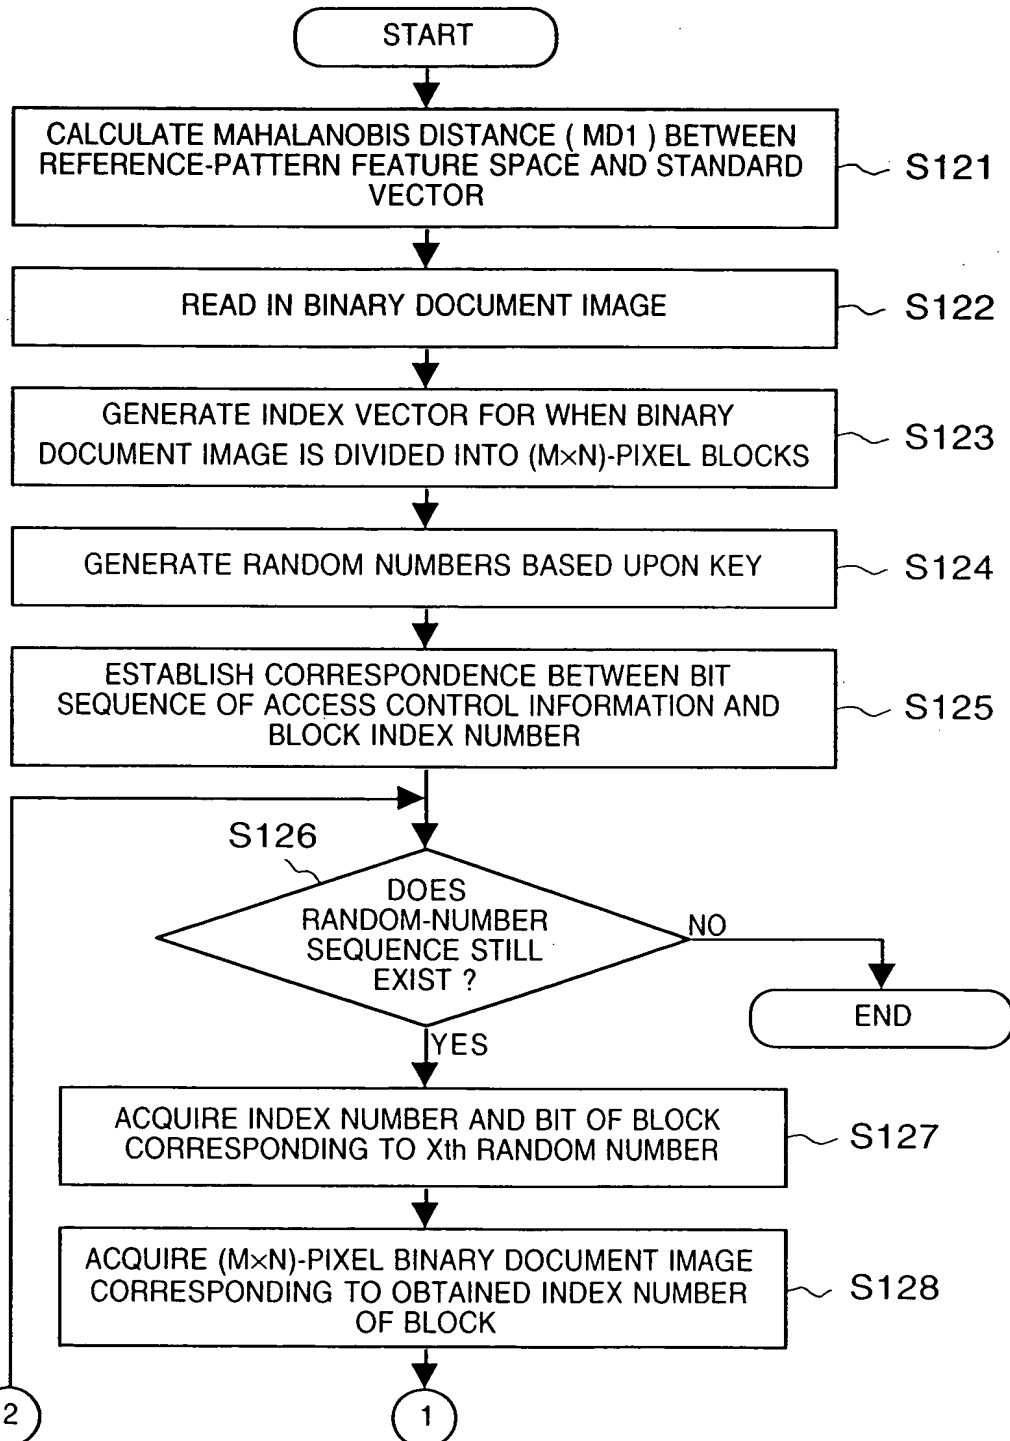 START
CALCULATE MAHALANOBIS DISTANCE ( MD1 ) BETWEEN
REFERENCE-PATTERN FEATURE SPACE AND STANDARD
VECTOR
S121
READ IN BINARY DOCUMENT IMAGE
S122
GENERATE INDEX VECTOR FOR WHEN BINARY
DOCUMENT IMAGE IS DIVIDED INTO (M×N)-PIXEL BLOCKS
S123
GENERATE RANDOM NUMBERS BASED UPON KEY
S124
ESTABLISH CORRESPONDENCE BETWEEN BIT
SEQUENCE OF ACCESS CONTROL INFORMATION AND
BLOCK INDEX NUMBER
S125
S126
DOES
RANDOM-NUMBER
SEQUENCE STILL
EXIST ?
NO
END
YES
ACQUIRE INDEX NUMBER AND BIT OF BLOCK
CORRESPONDING TO Xth RANDOM NUMBER
S127
ACQUIRE (M×N)-PIXEL BINARY DOCUMENT IMAGE
CORRESPONDING TO OBTAINED INDEX NUMBER
OF BLOCK
S128
2
1